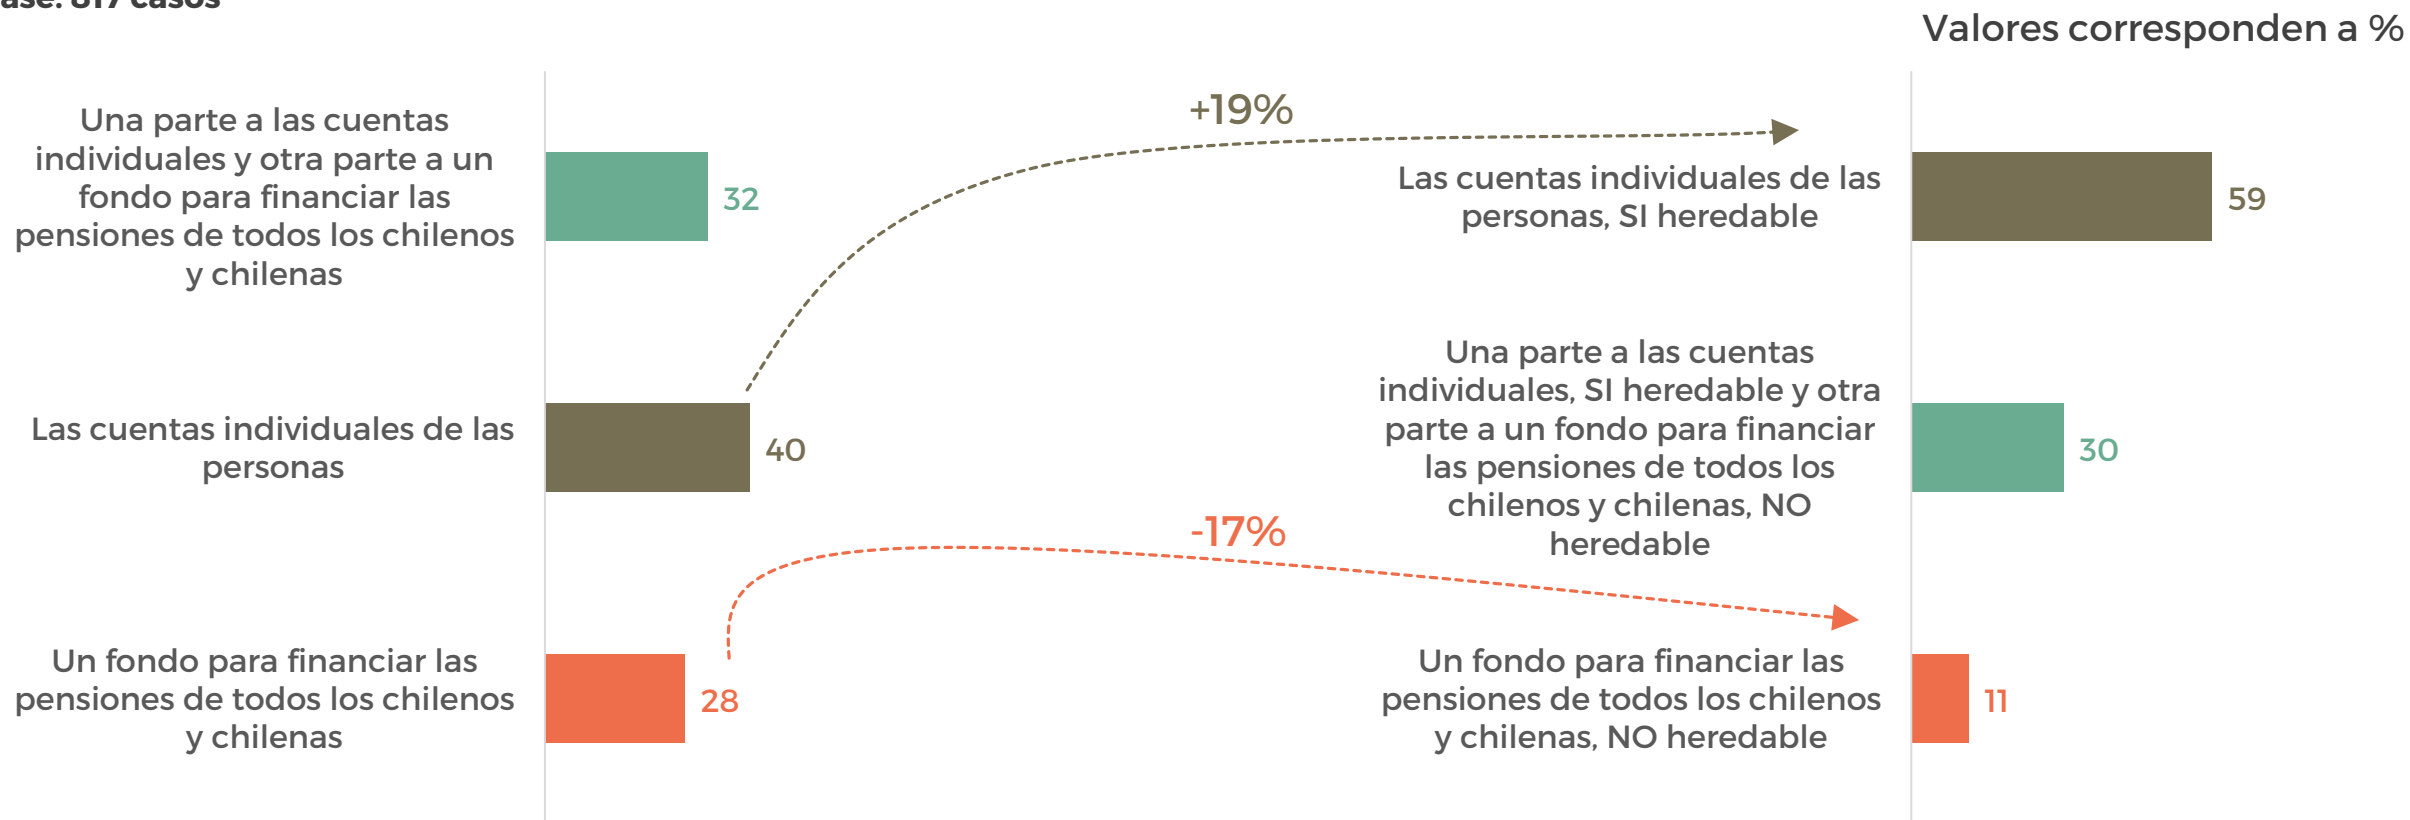 817 casos
Valores corresponden a %
Una parte a las cuentas
individuales y otra parte a un
fondo para financiar las
pensiones de todos los chilenos
y chilenas
32
Las cuentas individuales de las
personas
40
Un fondo para financiar las
pensiones de todos los chilenos
y chilenas
28
+19%
-17%
Las cuentas individuales de las
personas, SI heredable
59
Una parte a las cuentas
individuales, SI heredable y otra
parte a un fondo para financiar
las pensiones de todos los
chilenos y chilenas, NO
heredable
30
Un fondo para financiar las
pensiones de todos los chilenos
y chilenas, NO heredable
11